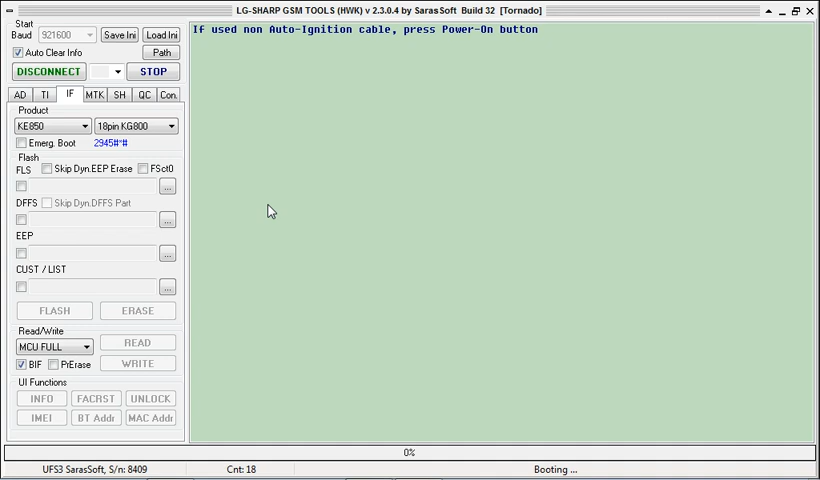 LG-SHARP GSM TOOLS (HWK) v 2.3.0.4 by SarasSoft Build 32 [Tornado]
Start
Baud 921600 Save Ini Load Ini
Auto Clear Info Path
DISCONNECT STOP
AD TI IF MTK SH QC Con.
Product
KE850 18pin KG800
Emerg. Boot 2945#*#
Flash
FLS Skip Dyn.EEP Erase FSct0
...
DFFS Skip Dyn.DFFS Part
...
EEP
...
CUST / LIST
...
FLASH ERASE
Read/Write
MCU FULL READ
BIF PrErase WRITE
UI Functions
INFO FACRST UNLOCK
IMEI BT Addr MAC Addr
If used non Auto-Ignition cable, press Power-On button
0%
UFS3 SarasSoft, S/n: 8409 Cnt: 18 Booting ...